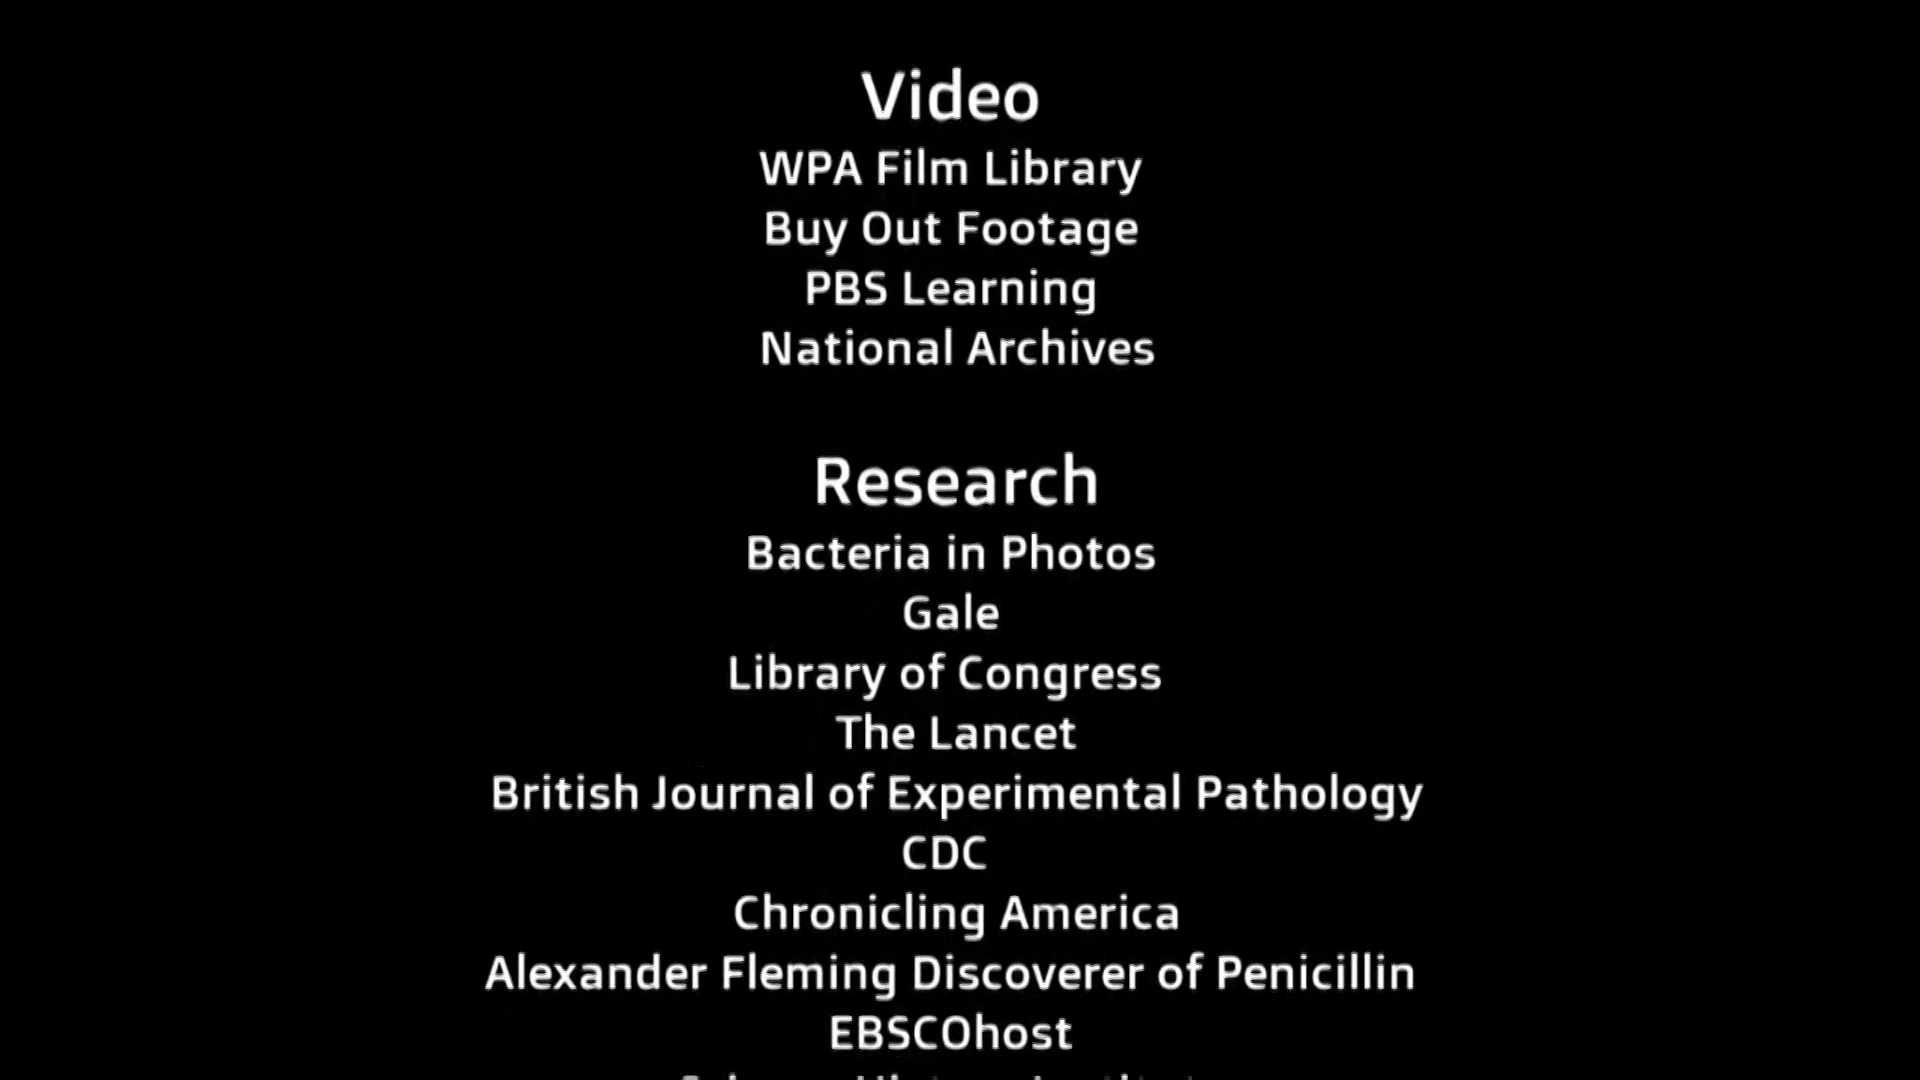 Video
WPA Film Library
Buy Out Footage
PBS Learning
National Archives
Research
Bacteria in Photos
Gale
Library of Congress
The Lancet
British Journal of Experimental Pathology
CDC
Chronicling America
Alexander Fleming Discoverer of Penicillin
EBSCOhost